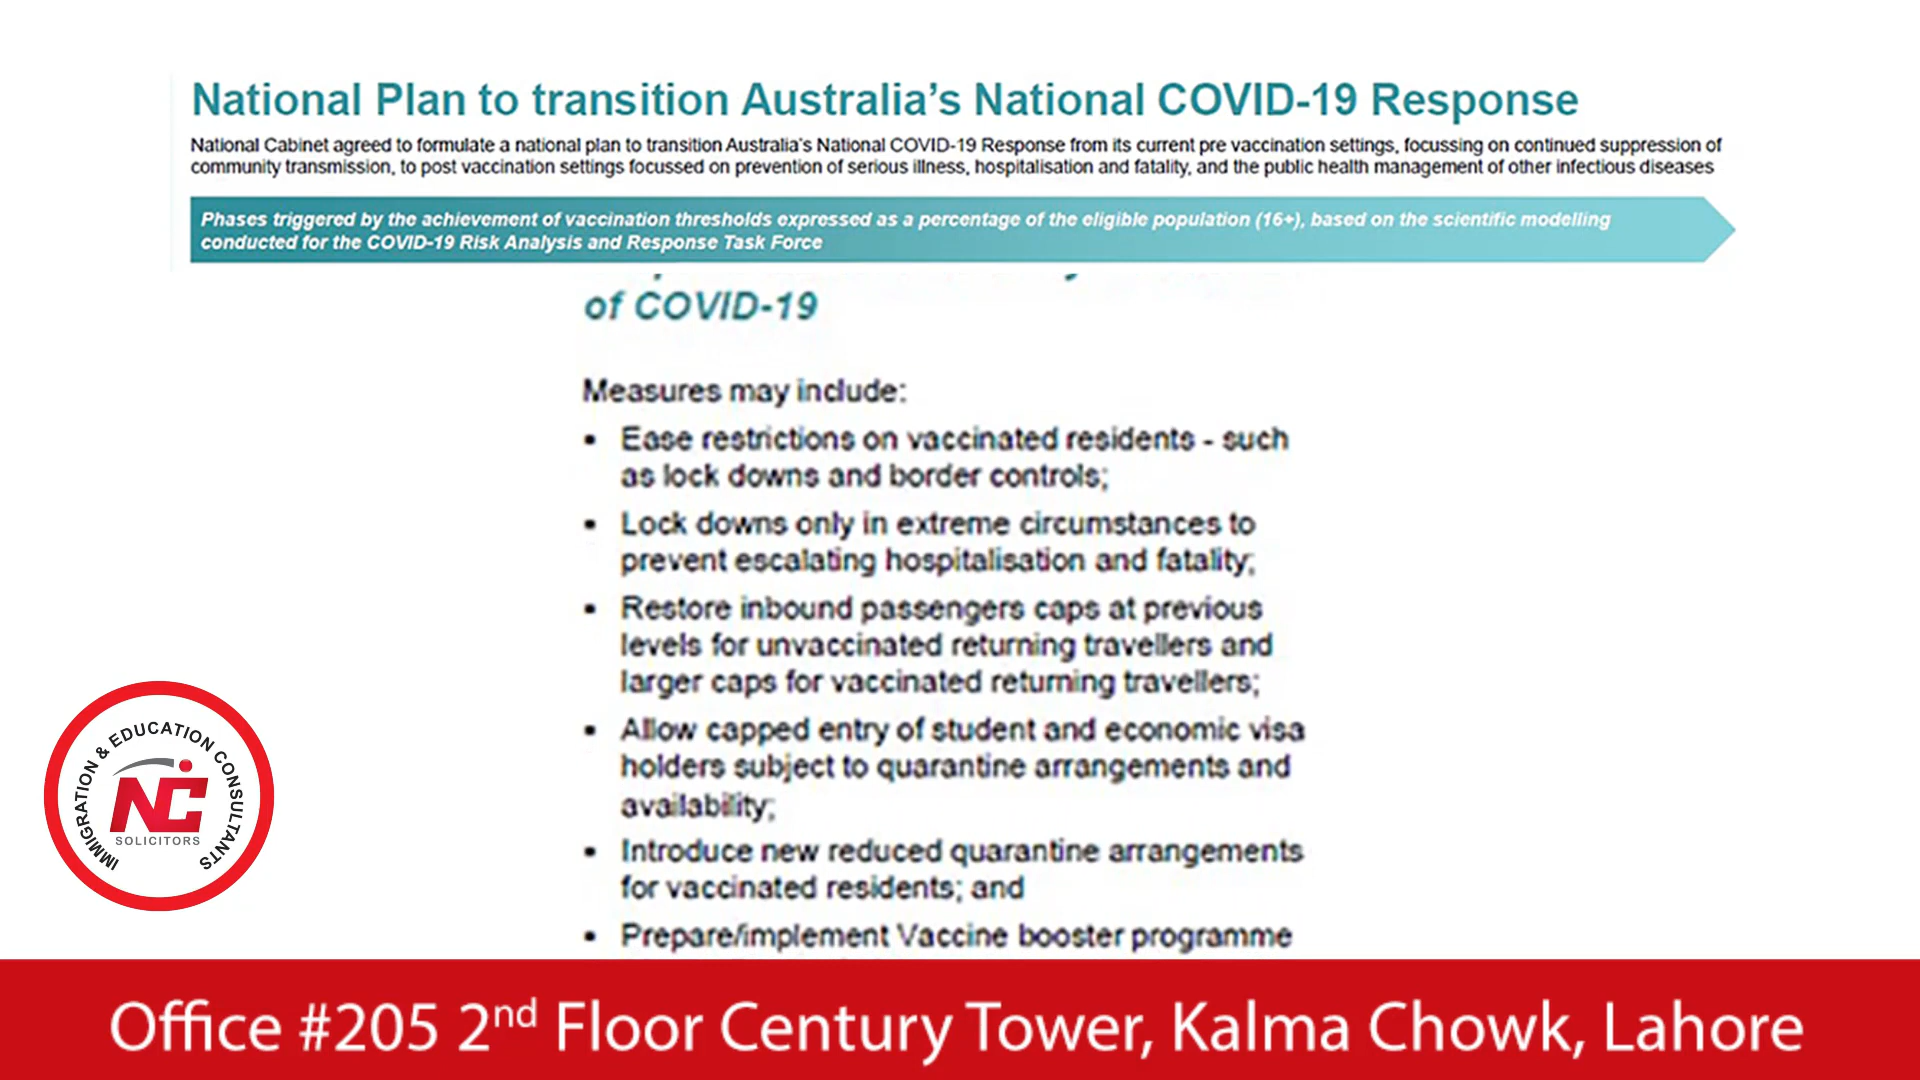 National Plan to transition Australia's National COVID-19 Response
National Cabinet agreed to formulate a national plan to transition Australia's National COVID-19 Response from its current pre vaccination settings, focussing on continued suppression of
community transmission, to post vaccination settings focussed on prevention of serious illness, hospitalisation and fatality, and the public health management of other infectious diseases
Phases triggered by the achievement of vaccination thresholds expressed as a percentage of the eligible population (16+), based on the scientific modelling
conducted for the COVID-19 Risk Analysis and Response Task Force
of COVID-19
Measures may include:
• Ease restrictions on vaccinated residents - such
as lock downs and border controls;
• Lock downs only in extreme circumstances to
prevent escalating hospitalisation and fatality;
• Restore inbound passengers caps at previous
levels for unvaccinated returning travellers and
larger caps for vaccinated returning travellers;
• Allow capped entry of student and economic visa
holders subject to quarantine arrangements and
availability;
• Introduce new reduced quarantine arrangements
for vaccinated residents; and
• Prepare/implement Vaccine booster programme
IMMIGRATION & EDUCATION CONSULTANTS
NC
SOLICITORS
Office #205 2nd Floor Century Tower, Kalma Chowk, Lahore